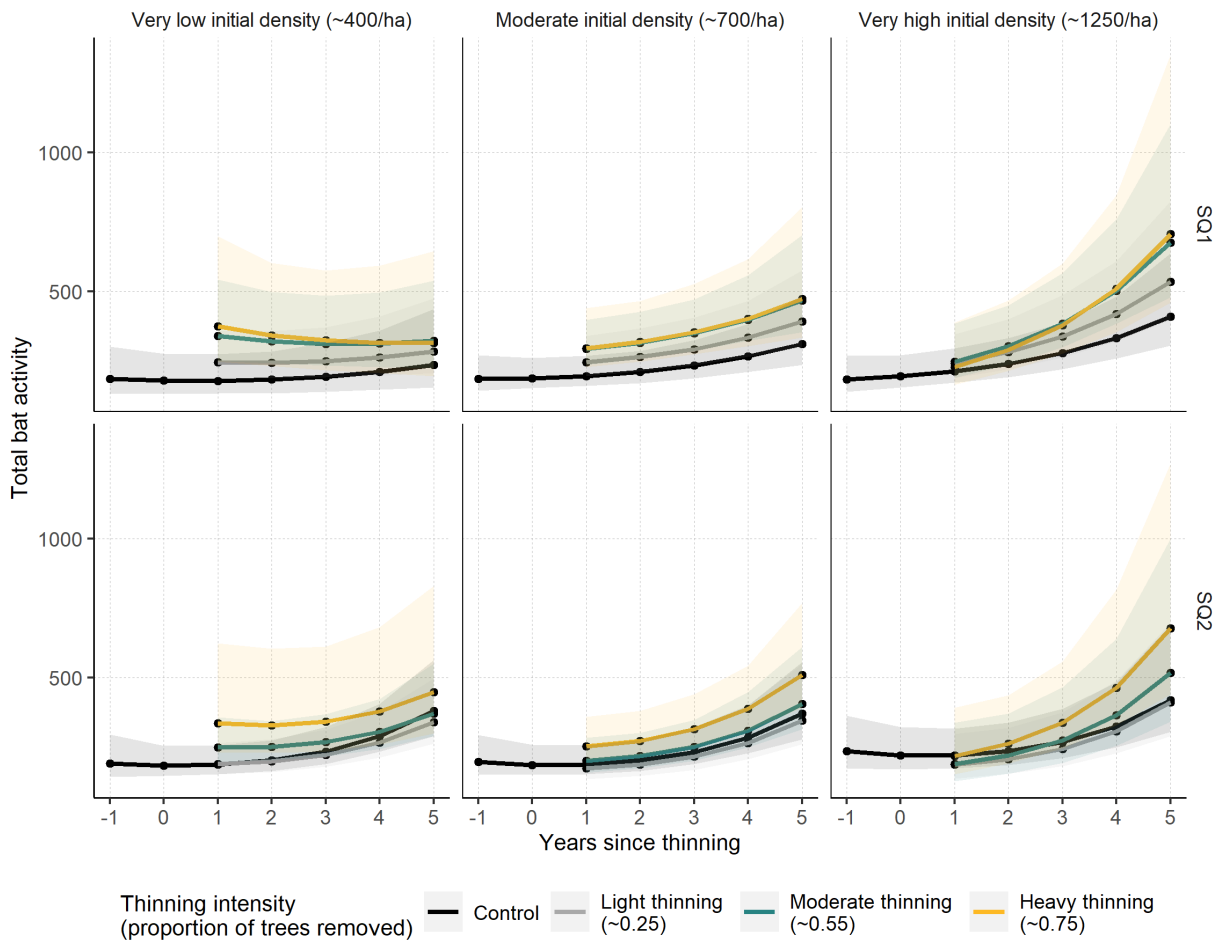 Very low initial density (~400/ha)
Moderate initial density (~700/ha)
Very high initial density (~1250/ha)
1000
500
SQ1
Total bat activity
1000
500
SQ2
-1 0 1 2 3 4 5
-1 0 1 2 3 4 5
-1 0 1 2 3 4 5
Years since thinning
Thinning intensity
(proportion of trees removed)
Control
Light thinning
(~0.25)
Moderate thinning
(~0.55)
Heavy thinning
(~0.75)